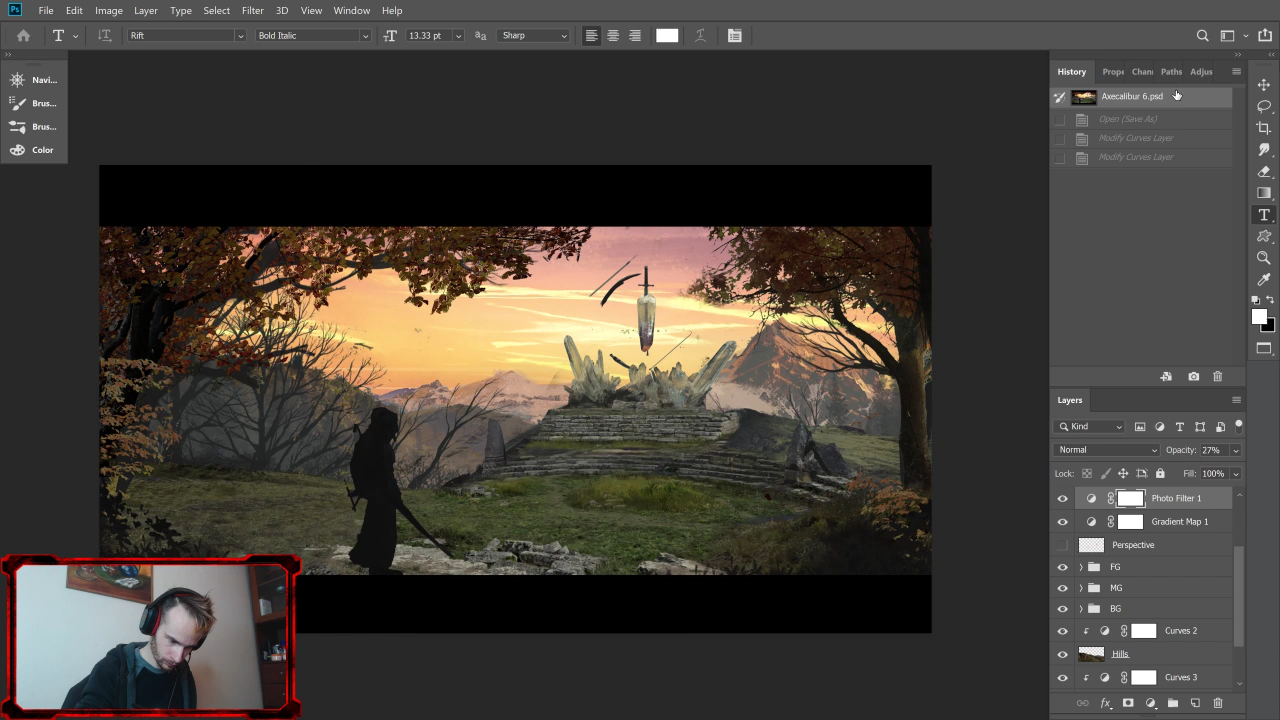 Ps File Edit Image Layer Type Select Filter 3D View Window Help
T Rift Bold Italic 13.33 pt Sharp
Navi...
Brus...
Brus...
Color
History Props Chann Paths Adjus
Axecalibur 6.psd
Open (Save As)
Modify Curves Layer
Modify Curves Layer
Layers
Kind
Normal Opacity: 27%
Lock: Fill: 100%
Photo Filter 1
Gradient Map 1
Perspective
FG
MG
BG
Curves 2
Hills
Curves 3
fx